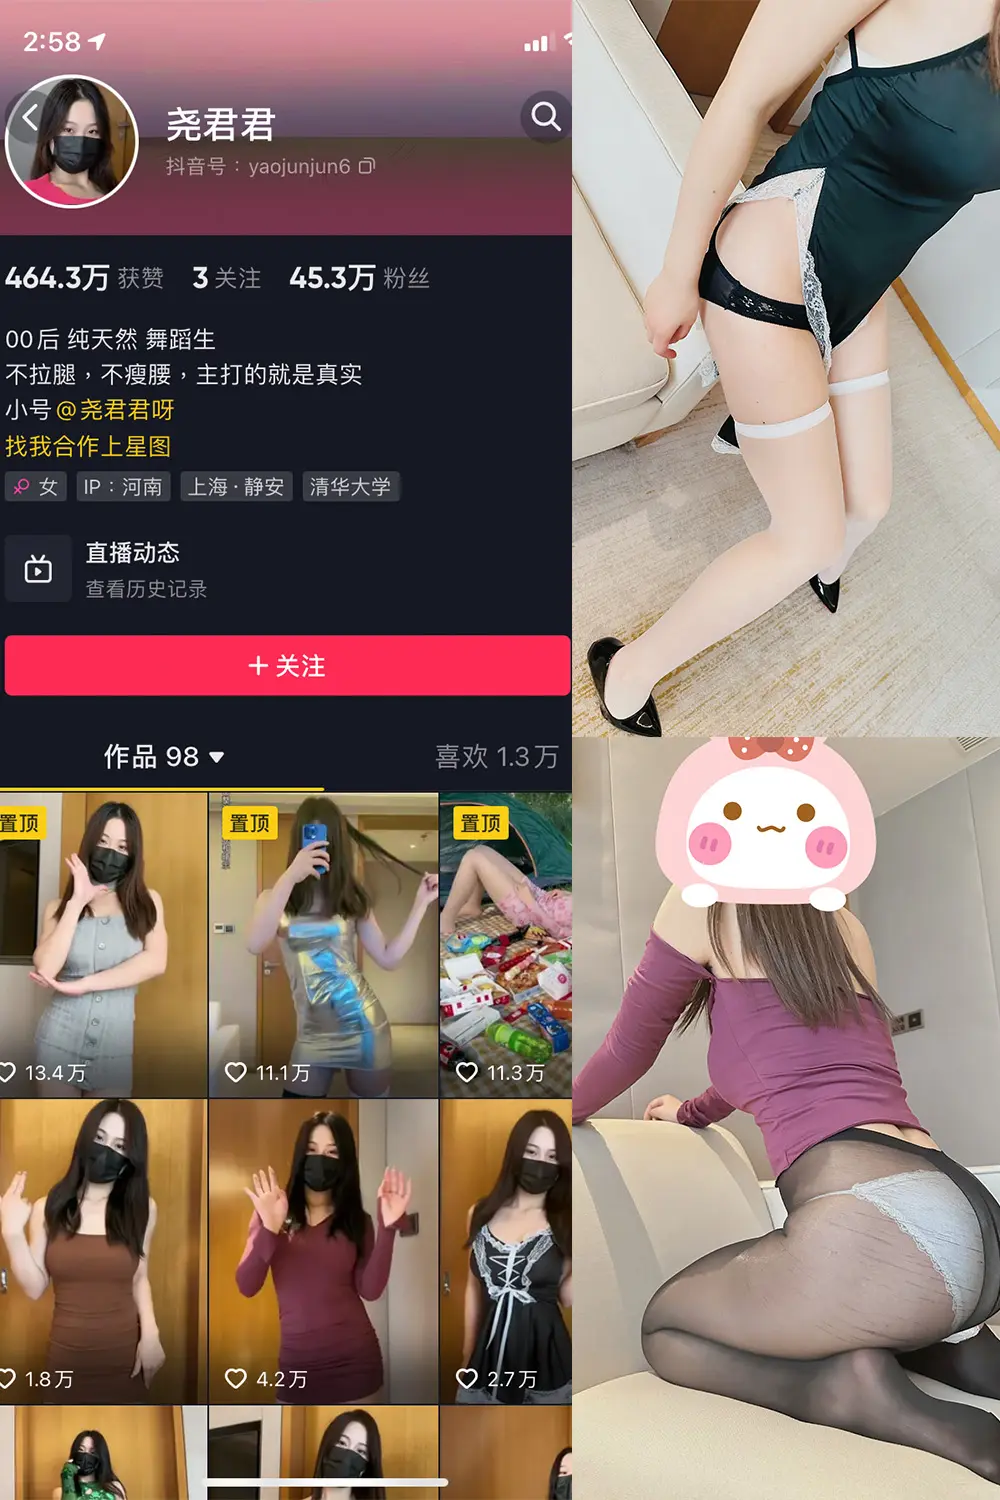 2:58
尧君君
抖音号：yaojunjun6
464.3万 获赞 3 关注 45.3万 粉丝
00后 纯天然 舞蹈生
不拉腿，不瘦腰，主打的就是真实
小号 @尧君君呀
找我合作上星图
女 IP：河南 上海·静安 清华大学
直播动态
查看历史记录
+ 关注
作品 98 喜欢 1.3万
置顶 置顶 置顶
13.4万 11.1万 11.3万
1.8万 4.2万 2.7万